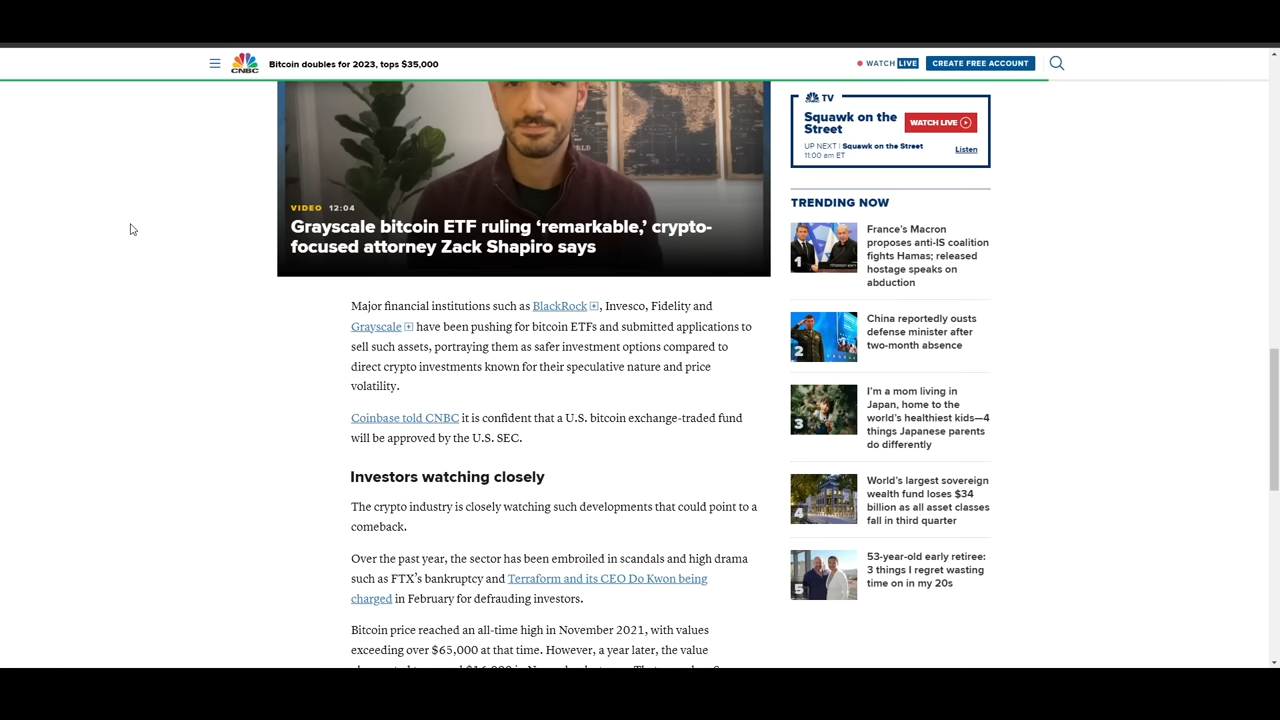 CNBC
Bitcoin doubles for 2023, tops $35,000
WATCH LIVE
CREATE FREE ACCOUNT
VIDEO 12:04
Grayscale bitcoin ETF ruling ‘remarkable,’ crypto-
focused attorney Zack Shapiro says
Major financial institutions such as BlackRock, Invesco, Fidelity and
Grayscale have been pushing for bitcoin ETFs and submitted applications to
sell such assets, portraying them as safer investment options compared to
direct crypto investments known for their speculative nature and price
volatility.
Coinbase told CNBC it is confident that a U.S. bitcoin exchange-traded fund
will be approved by the U.S. SEC.
Investors watching closely
The crypto industry is closely watching such developments that could point to a
comeback.
Over the past year, the sector has been embroiled in scandals and high drama
such as FTX’s bankruptcy and Terraform and its CEO Do Kwon being
charged in February for defrauding investors.
Bitcoin price reached an all-time high in November 2021, with values
exceeding over $65,000 at that time. However, a year later, the value
TV
Squawk on the
Street
WATCH LIVE
UP NEXT | Squawk on the Street
11:00 am ET
Listen
TRENDING NOW
1
France’s Macron
proposes anti-IS coalition
fights Hamas; released
hostage speaks on
abduction
2
China reportedly ousts
defense minister after
two-month absence
3
I’m a mom living in
Japan, home to the
world’s healthiest kids—4
things Japanese parents
do differently
4
World’s largest sovereign
wealth fund loses $34
billion as all asset classes
fall in third quarter
5
53-year-old early retiree:
3 things I regret wasting
time on in my 20s